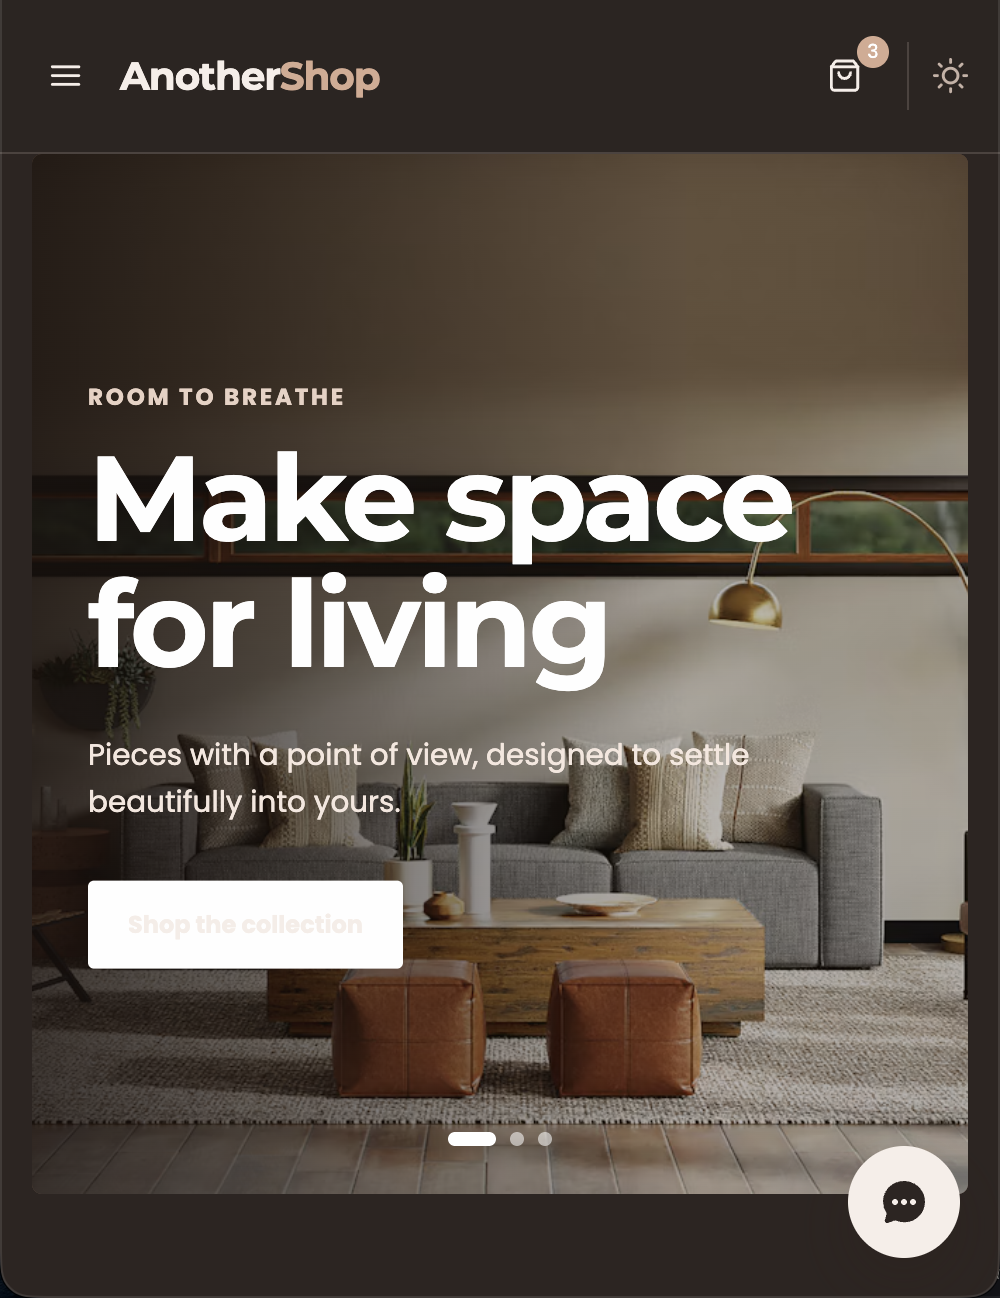 AnotherShop
3
ROOM TO BREATHE
Make space
for living
Pieces with a point of view, designed to settle
beautifully into yours.
Shop the collection